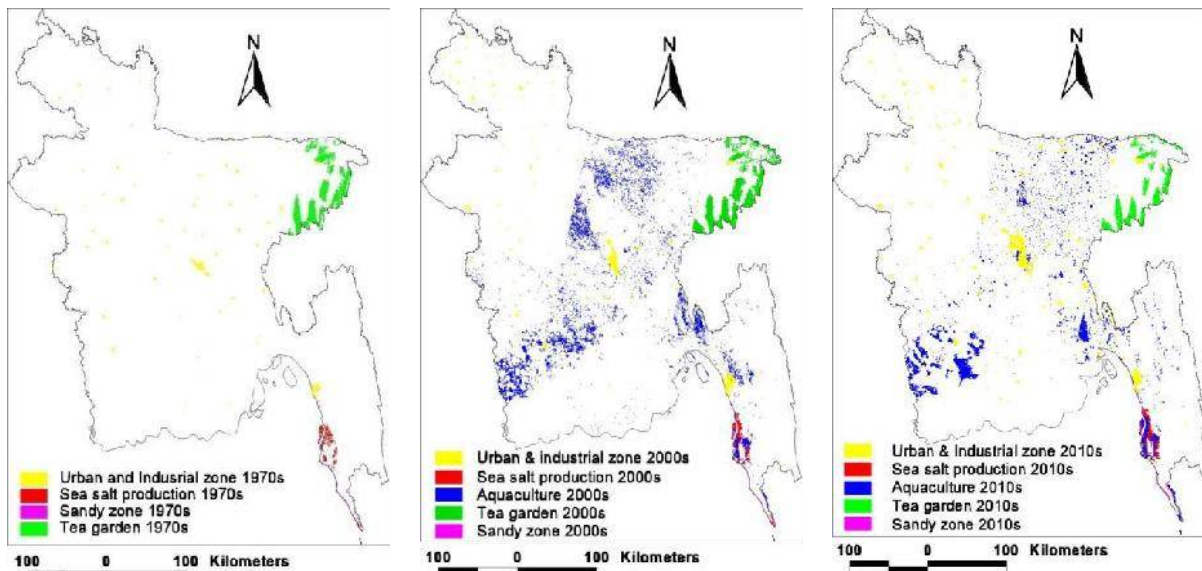 N
Urban and Indusrial zone 1970s
Sea salt production 1970s
Sandy zone 1970s
Tea garden 1970s
100 0 100 Kilometers
N
Urban & industrial zone 2000s
Sea salt production 2000s
Aquaculture 2000s
Tea garden 2000s
Sandy zone 2000s
100 0 100 Kilometers
N
Urban & Industrial zone 2010s
Sea salt production 2010s
Aquaculture 2010s
Tea garden 2010s
Sandy zone 2010s
100 0 100 Kilometers